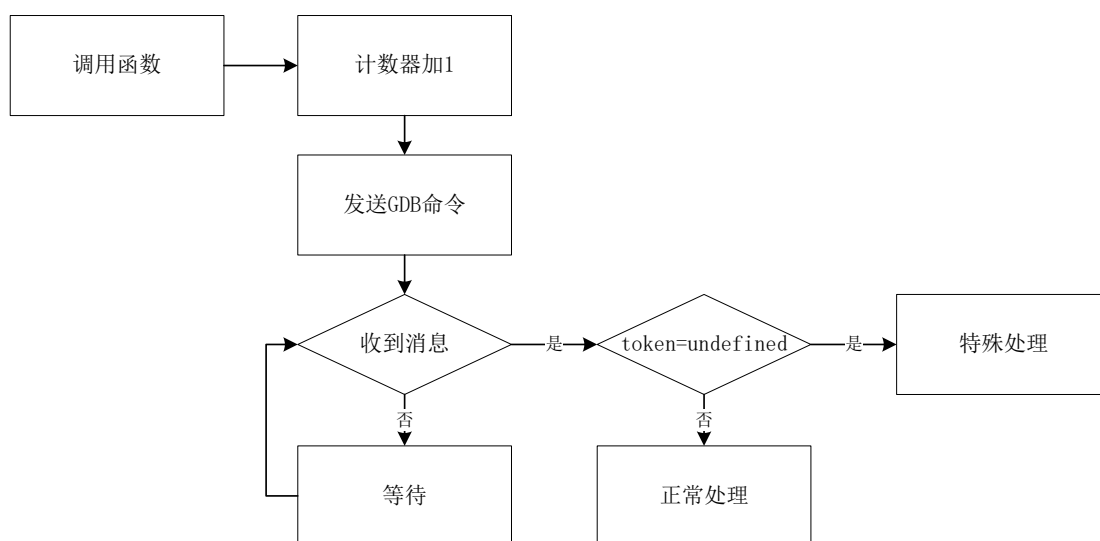 调用函数
计数器加1
发送GDB命令
收到消息
是
token=undefined
是
特殊处理
否
否
等待
正常处理